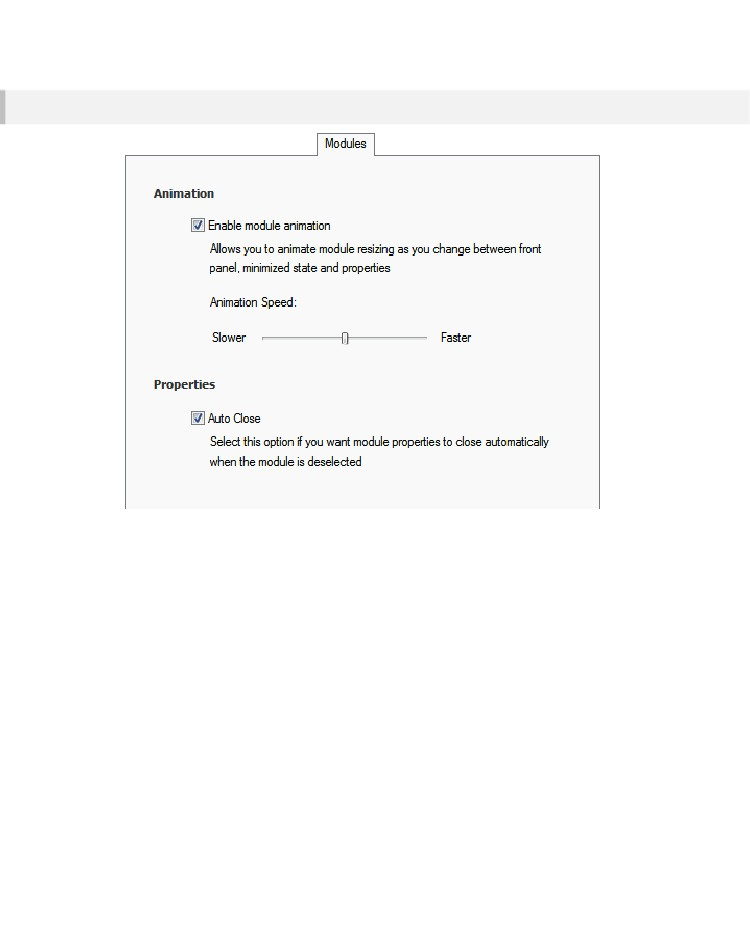 Modules
Animation
Enable module animation
Allows you to animate module resizing as you change between front
panel, minimized state and properties
Animation Speed:
Slower Faster
Properties
Auto Close
Select this option if you want module properties to close automatically
when the module is deselected